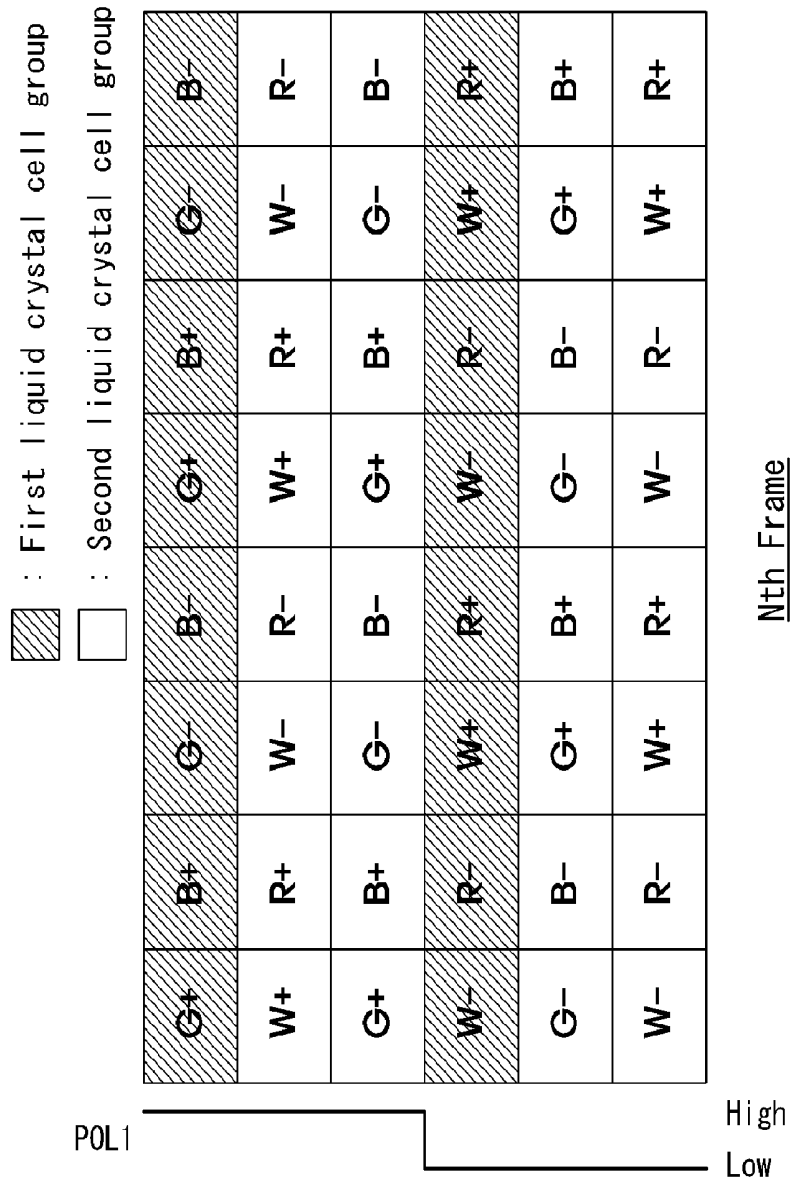 : First liquid crystal cell group
: Second liquid crystal cell group
G+ B+ G- B- G+ B+ G- B-
W+ R+ W- R- W+ R+ W- R-
G+ B+ G- B- G+ B+ G- B-
W- R- W+ R+ W- R- W+ R+
G- B- G+ B+ G- B- G+ B+
W- R- W+ R+ W- R- W+ R+
POL1
High
Low
Nth Frame